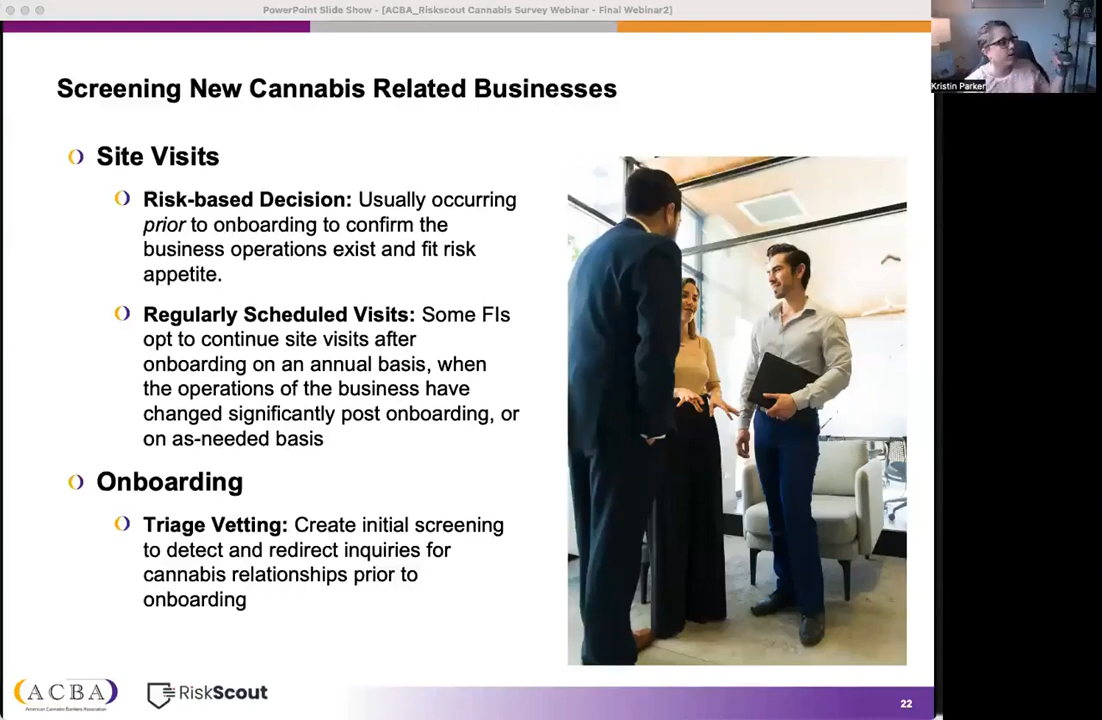 PowerPoint Slide Show - [ACBA_Riskscout Cannabis Survey Webinar - Final Webinar2]
Kristin Parker
Screening New Cannabis Related Businesses
Site Visits
Risk-based Decision: Usually occurring
prior to onboarding to confirm the
business operations exist and fit risk
appetite.
Regularly Scheduled Visits: Some FIs
opt to continue site visits after
onboarding on an annual basis, when
the operations of the business have
changed significantly post onboarding, or
on as-needed basis
Onboarding
Triage Vetting: Create initial screening
to detect and redirect inquiries for
cannabis relationships prior to
onboarding
ACBA
American Cannabis Bankers Association
RiskScout
22